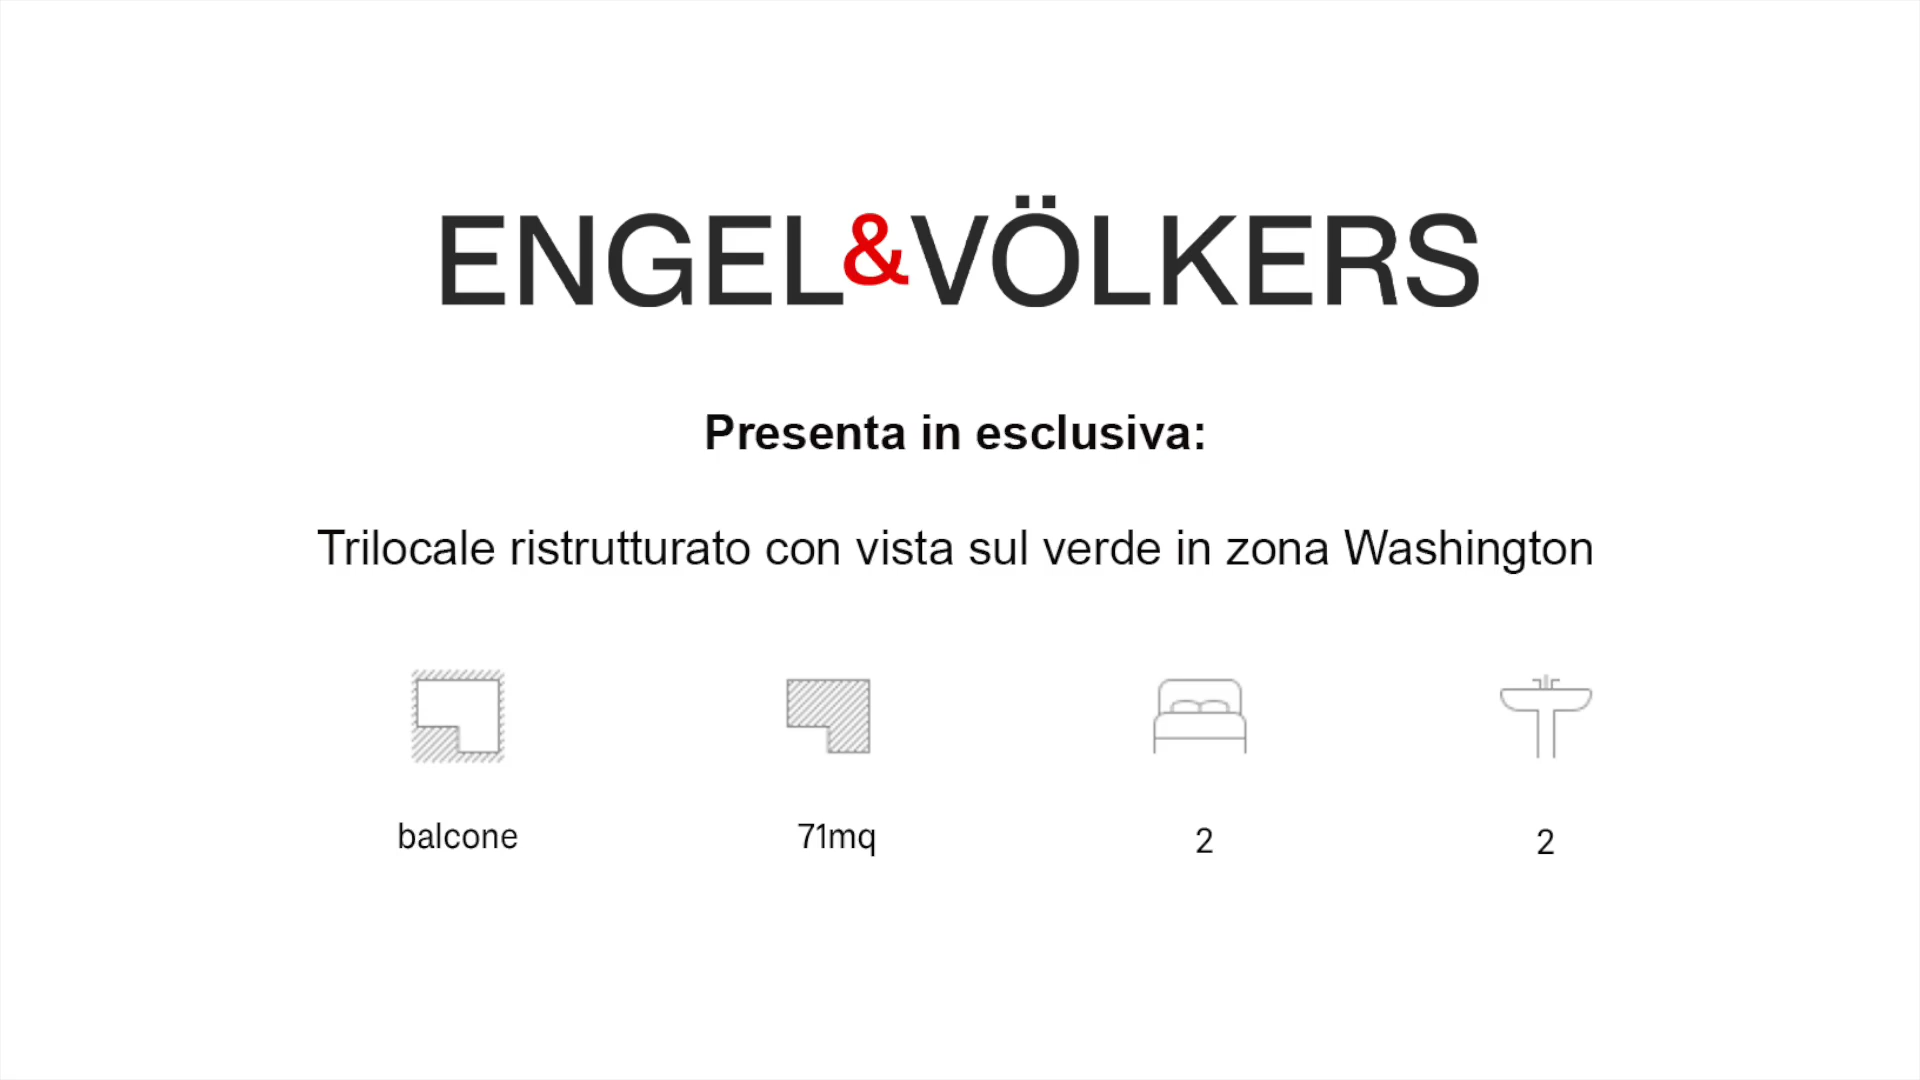 ENGEL&VÖLKERS
Presenta in esclusiva:
Trilocale ristrutturato con vista sul verde in zona Washington
balcone
71mq
2
2